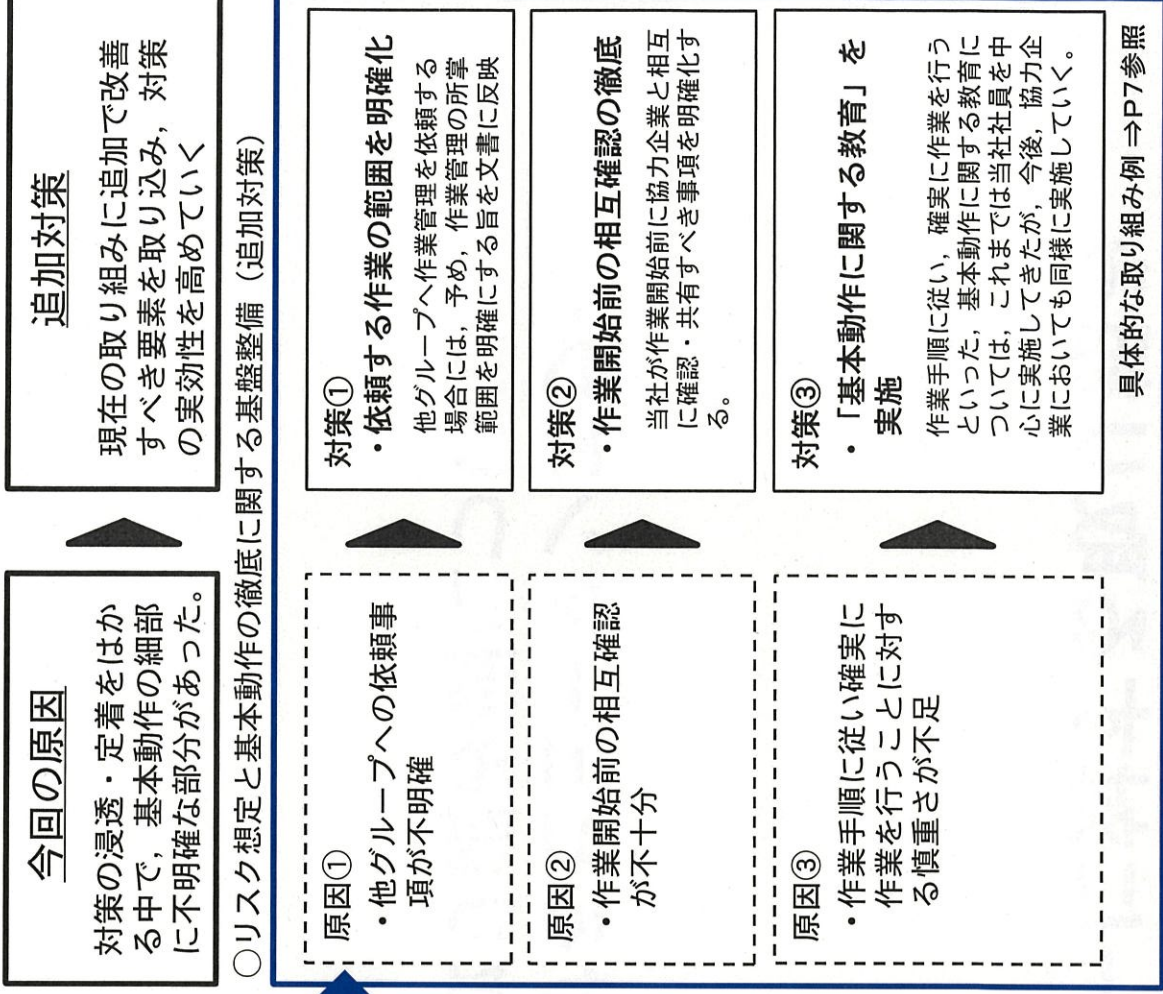 今回の原因
対策の浸透・定着をはか
る中で，基本動作の細部
に不明確な部分があった。
追加対策
現在の取り組みに追加で改善
すべき要素を取り込み，対策
の実効性を高めていく
○リスク想定と基本動作の徹底に関する基盤整備（追加対策）
原因①
・他グループへの依頼事
項が不明確
対策①
・依頼する作業の範囲を明確化
他グループへ作業管理を依頼する
場合には，予め，作業管理の所掌
範囲を明確にする旨を文書に反映
原因②
・作業開始前の相互確認
が不十分
対策②
・作業開始前の相互確認の徹底
当社が作業開始前に協力企業と相互
に確認・共有すべき事項を明確化す
る。
原因③
・作業手順に従い確実に
作業を行うことに対す
る慎重さが不足
対策③
・「基本動作に関する教育」を
実施
作業手順に従い，確実に作業を行う
といった，基本動作に関する教育に
ついては，これまでは当社社員を中
心に実施してきたが，今後，協力企
業においても同様に実施していく。
具体的な取り組み例 ⇒P7参照